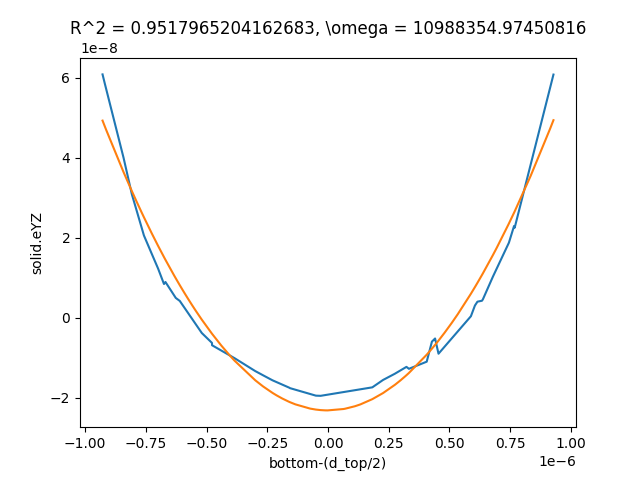 R^2 = 0.9517965204162683, \omega = 10988354.97450816
1e−8
6
4
2
0
−2
solid.eYZ
−1.00 −0.75 −0.50 −0.25 0.00 0.25 0.50 0.75 1.00
1e−6
bottom-(d_top/2)